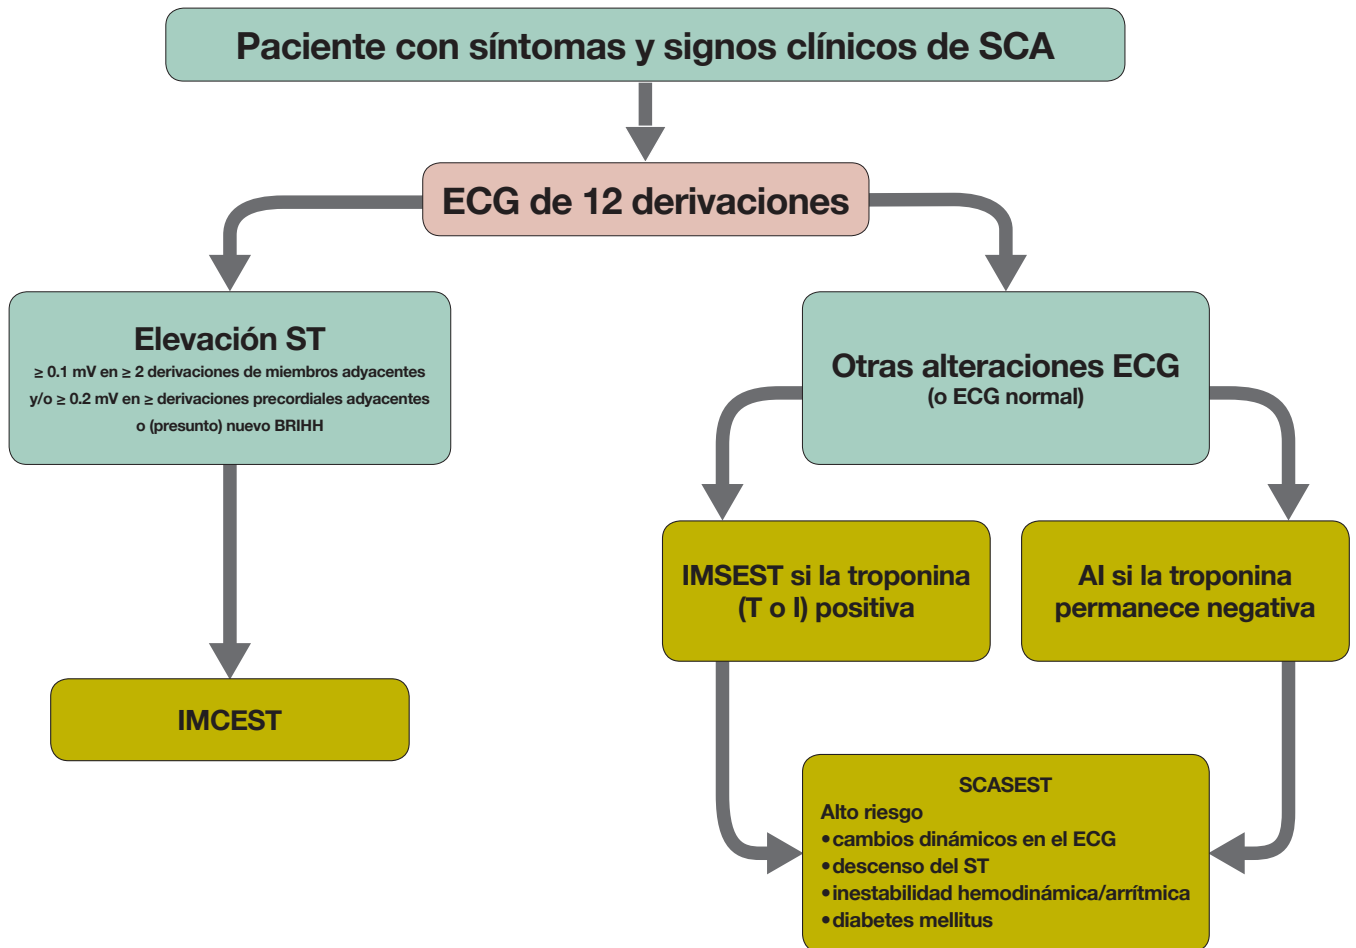 Paciente con síntomas y signos clínicos de SCA
ECG de 12 derivaciones
Elevación ST
≥ 0.1 mV en ≥ 2 derivaciones de miembros adyacentes
y/o ≥ 0.2 mV en ≥ derivaciones precordiales adyacentes
o (presunto) nuevo BRIHH
Otras alteraciones ECG
(o ECG normal)
IMSEST si la troponina
(T o I) positiva
AI si la troponina
permanece negativa
IMCEST
SCASEST
Alto riesgo
•cambios dinámicos en el ECG
•descenso del ST
•inestabilidad hemodinámica/arrítmica
•diabetes mellitus